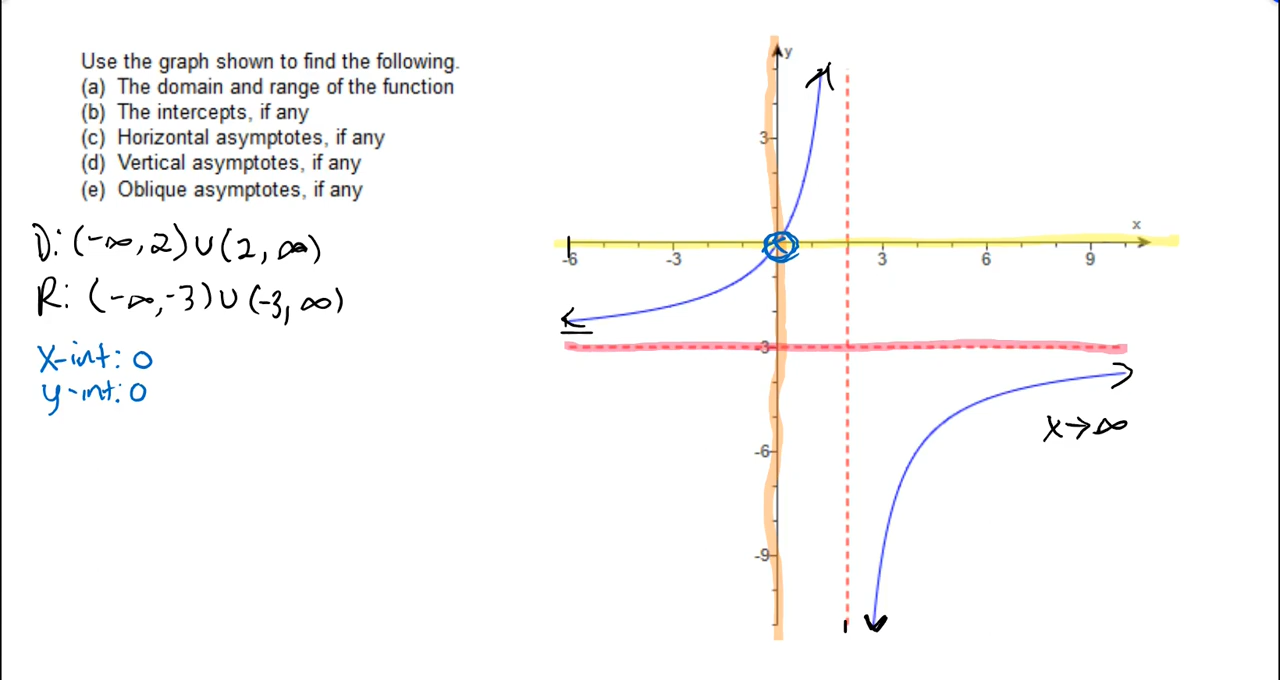 Use the graph shown to find the following.
(a) The domain and range of the function
(b) The intercepts, if any
(c) Horizontal asymptotes, if any
(d) Vertical asymptotes, if any
(e) Oblique asymptotes, if any
D: (-∞, 2) ∪ (2, ∞)
R: (-∞, -3) ∪ (-3, ∞)
x-int: 0
y-int: 0
y
3
x
-6 -3 3 6 9
-3
x→∞
-6
-9